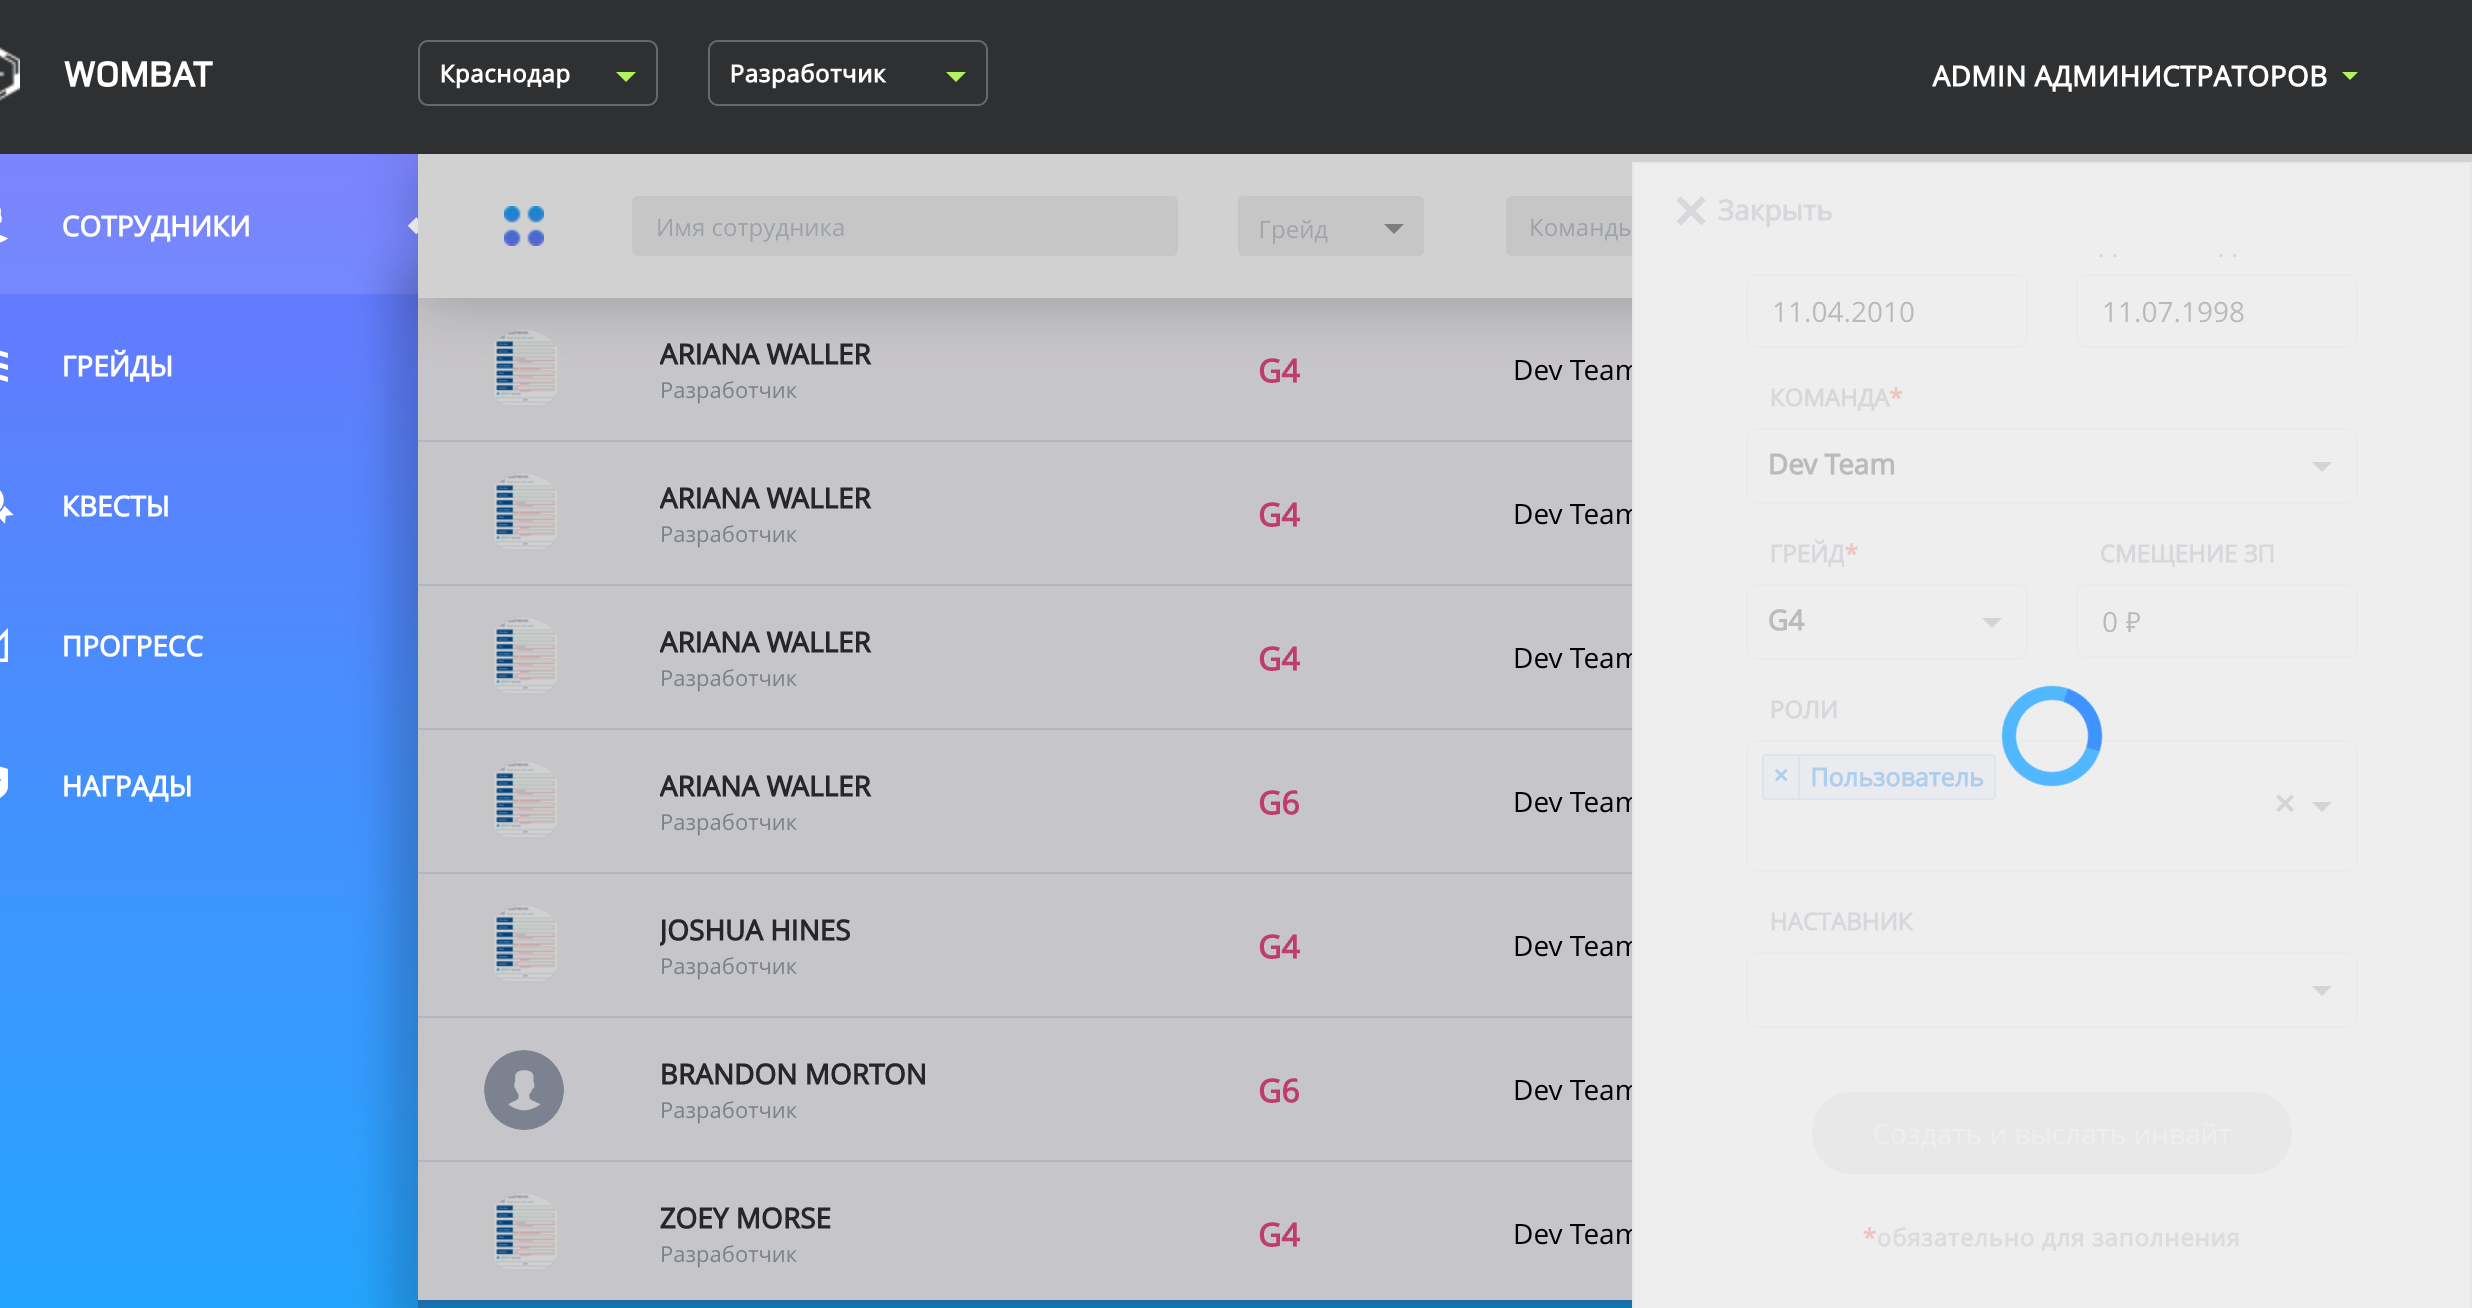 WOMBAT
Краснодар
Разработчик
ADMIN АДМИНИСТРАТОРОВ
СОТРУДНИКИ
ГРЕЙДЫ
КВЕСТЫ
ПРОГРЕСС
НАГРАДЫ
Имя сотрудника
Грейд
Команды
ARIANA WALLER
Разработчик
G4
Dev Team
ARIANA WALLER
Разработчик
G4
Dev Team
ARIANA WALLER
Разработчик
G4
Dev Team
ARIANA WALLER
Разработчик
G6
Dev Team
JOSHUA HINES
Разработчик
G4
Dev Team
BRANDON MORTON
Разработчик
G6
Dev Team
ZOEY MORSE
Разработчик
G4
Dev Team
Закрыть
11.04.2010
11.07.1998
КОМАНДА*
Dev Team
ГРЕЙД*
СМЕЩЕНИЕ ЗП
G4
0 ₽
РОЛИ
× Пользователь
НАСТАВНИК
Создать и выслать инвайт
*обязательно для заполнения